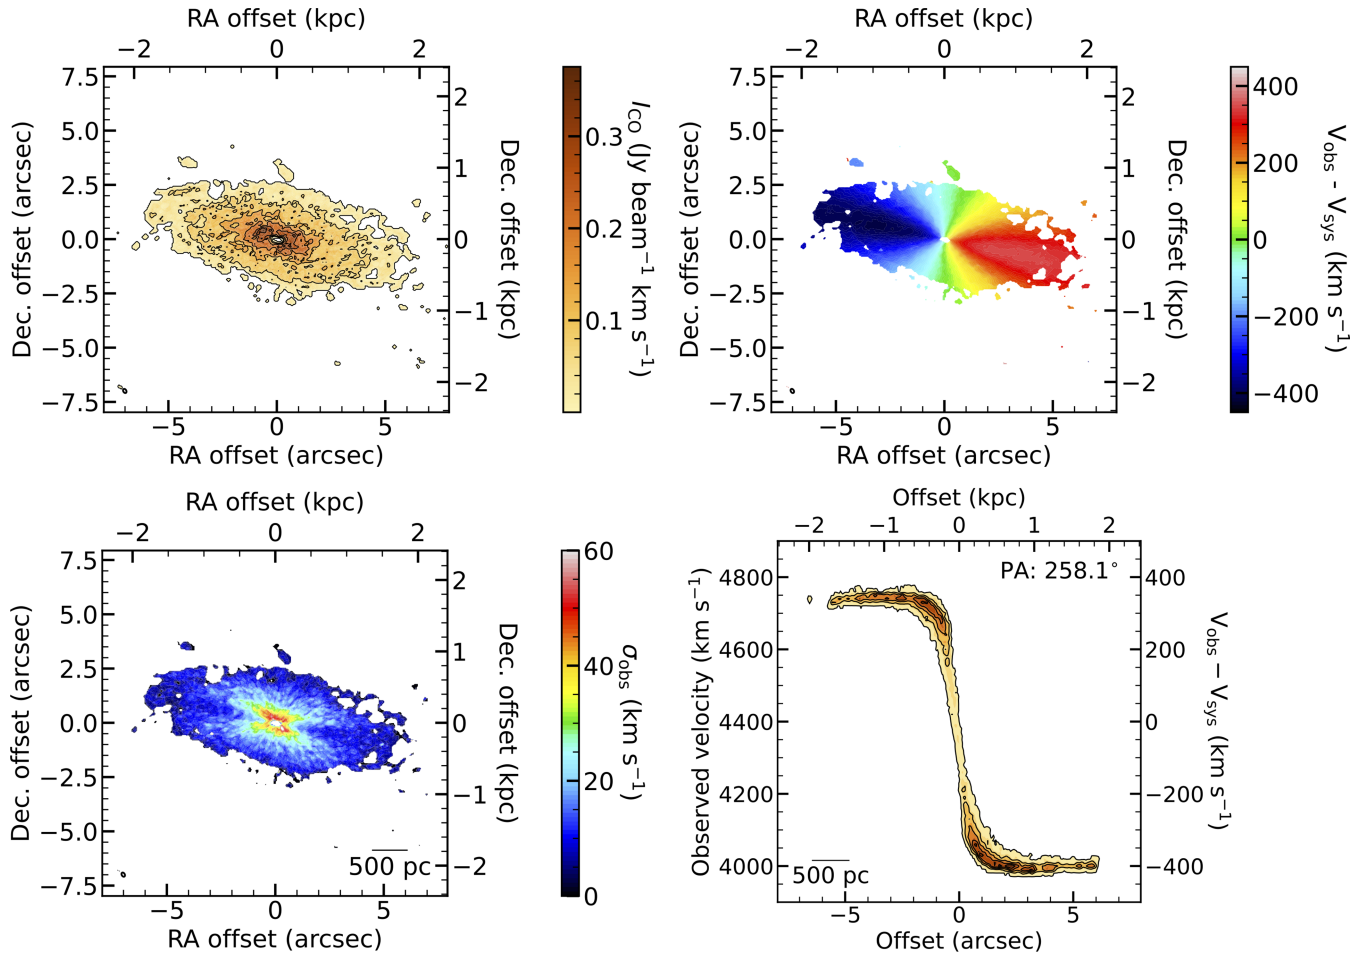 RA offset (kpc)
−2 0 2
7.5
5.0
2.5
0.0
−2.5
−5.0
−7.5
Dec. offset (arcsec)
2
1
0
−1
−2
Dec. offset (kpc)
−5 0 5
RA offset (arcsec)
0.3
0.2
0.1
I_CO (Jy beam⁻¹ km s⁻¹)
RA offset (kpc)
−2 0 2
7.5
5.0
2.5
0.0
−2.5
−5.0
−7.5
Dec. offset (arcsec)
2
1
0
−1
−2
Dec. offset (kpc)
−5 0 5
RA offset (arcsec)
400
200
0
−200
−400
V_obs - V_sys (km s⁻¹)
RA offset (kpc)
−2 0 2
7.5
5.0
2.5
0.0
−2.5
−5.0
−7.5
Dec. offset (arcsec)
2
1
0
−1
−2
Dec. offset (kpc)
500 pc
−5 0 5
RA offset (arcsec)
60
40
20
0
σ_obs (km s⁻¹)
Offset (kpc)
−2 −1 0 1 2
PA: 258.1°
4800
4600
4400
4200
4000
Observed velocity (km s⁻¹)
400
200
0
−200
−400
V_obs − V_sys (km s⁻¹)
500 pc
−5 0 5
Offset (arcsec)